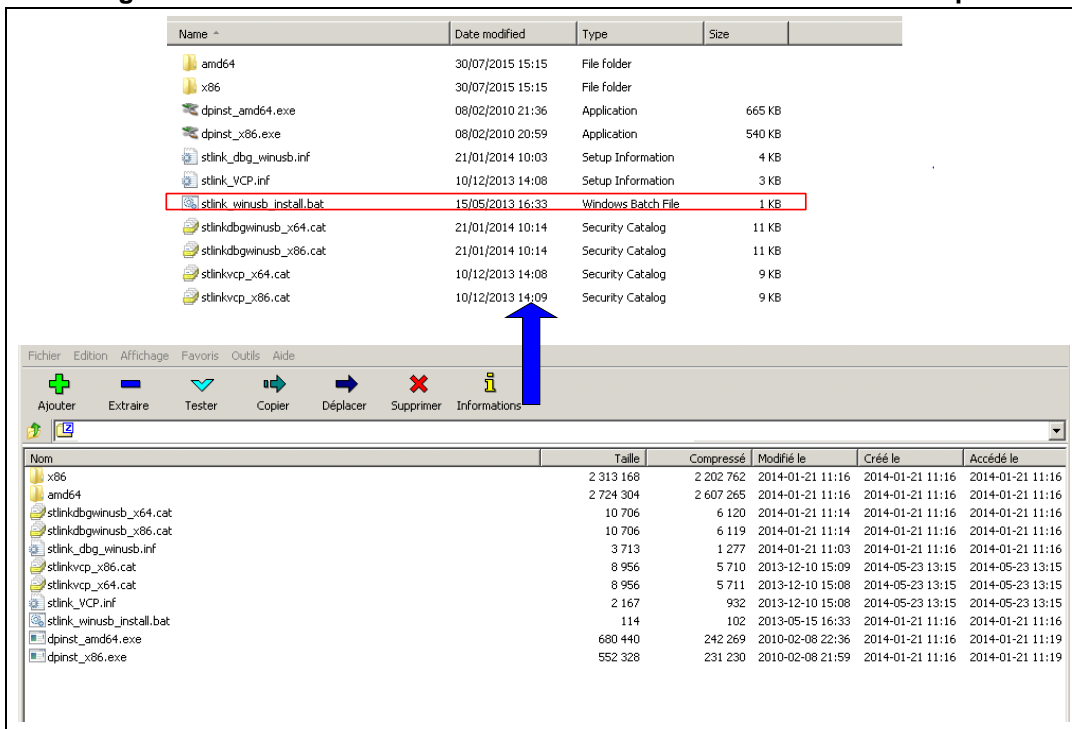 Name Date modified Type Size
amd64 30/07/2015 15:15 File folder
x86 30/07/2015 15:15 File folder
dpinst_amd64.exe 08/02/2010 21:36 Application 665 KB
dpinst_x86.exe 08/02/2010 20:59 Application 540 KB
stlink_dbg_winusb.inf 21/01/2014 10:03 Setup Information 4 KB
stlink_VCP.inf 10/12/2013 14:08 Setup Information 3 KB
stlink_winusb_install.bat 15/05/2013 16:33 Windows Batch File 1 KB
stlinkdbgwinusb_x64.cat 21/01/2014 10:14 Security Catalog 11 KB
stlinkdbgwinusb_x86.cat 21/01/2014 10:14 Security Catalog 11 KB
stlinkvcp_x64.cat 10/12/2013 14:08 Security Catalog 9 KB
stlinkvcp_x86.cat 10/12/2013 14:09 Security Catalog 9 KB
Fichier Edition Affichage Favoris Outils Aide
Ajouter Extraire Tester Copier Déplacer Supprimer Informations
Nom Taille Compressé Modifié le Créé le Accédé le
x86 2 313 168 2 202 762 2014-01-21 11:16 2014-01-21 11:16 2014-01-21 11:16
amd64 2 724 304 2 607 265 2014-01-21 11:16 2014-01-21 11:16 2014-01-21 11:16
stlinkdbgwinusb_x64.cat 10 706 6 120 2014-01-21 11:14 2014-01-21 11:16 2014-01-21 11:16
stlinkdbgwinusb_x86.cat 10 706 6 119 2014-01-21 11:14 2014-01-21 11:16 2014-01-21 11:16
stlink_dbg_winusb.inf 3 713 1 277 2014-01-21 11:03 2014-01-21 11:16 2014-01-21 11:16
stlinkvcp_x86.cat 8 956 5 710 2013-12-10 15:09 2014-05-23 13:15 2014-05-23 13:15
stlinkvcp_x64.cat 8 956 5 711 2013-12-10 15:08 2014-05-23 13:15 2014-05-23 13:15
stlink_VCP.inf 2 167 932 2013-12-10 15:08 2014-05-23 13:15 2014-05-23 13:15
stlink_winusb_install.bat 114 102 2013-05-15 16:33 2014-01-21 11:16 2014-01-21 11:16
dpinst_amd64.exe 680 440 242 269 2010-02-08 22:36 2014-01-21 11:16 2014-01-21 11:19
dpinst_x86.exe 552 328 231 230 2010-02-08 21:59 2014-01-21 11:16 2014-01-21 11:19